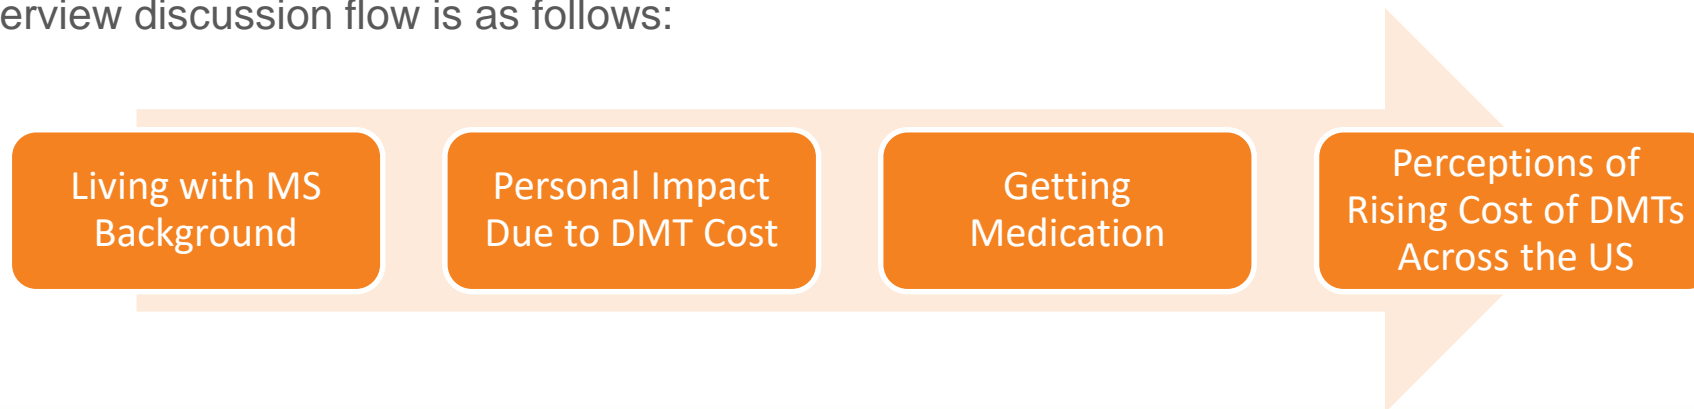 erview discussion flow is as follows:
Living with MS
Background
Personal Impact
Due to DMT Cost
Getting
Medication
Perceptions of
Rising Cost of DMTs
Across the US